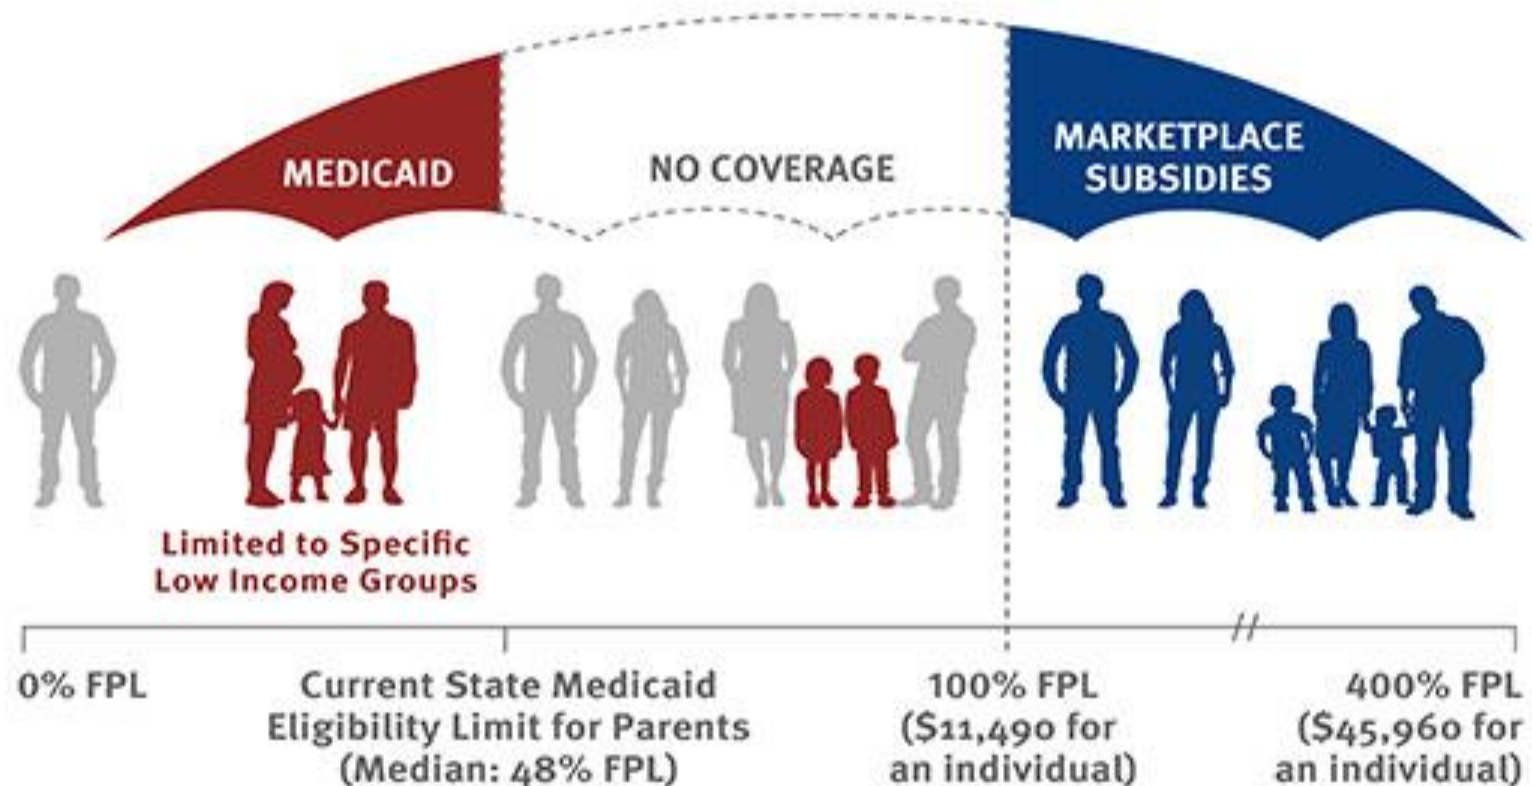 MEDICAID
NO COVERAGE
MARKETPLACE
SUBSIDIES
Limited to Specific
Low Income Groups
0% FPL
Current State Medicaid
Eligibility Limit for Parents
(Median: 48% FPL)
100% FPL
($11,490 for
an individual)
400% FPL
($45,960 for
an individual)